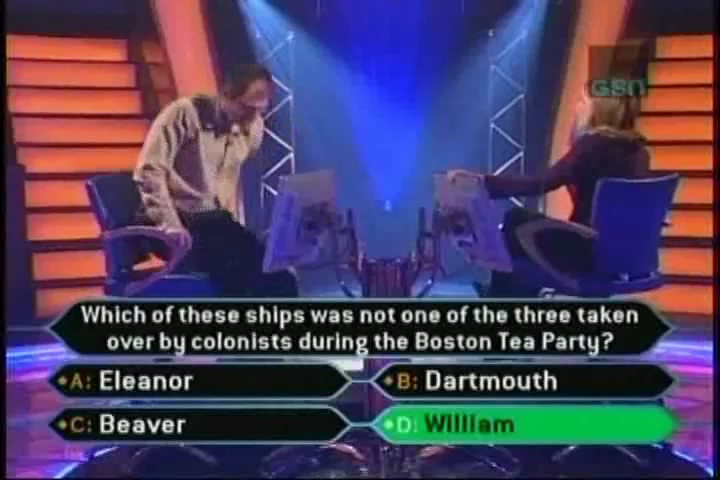 GSN
Which of these ships was not one of the three taken
over by colonists during the Boston Tea Party?
A: Eleanor
B: Dartmouth
C: Beaver
D: William